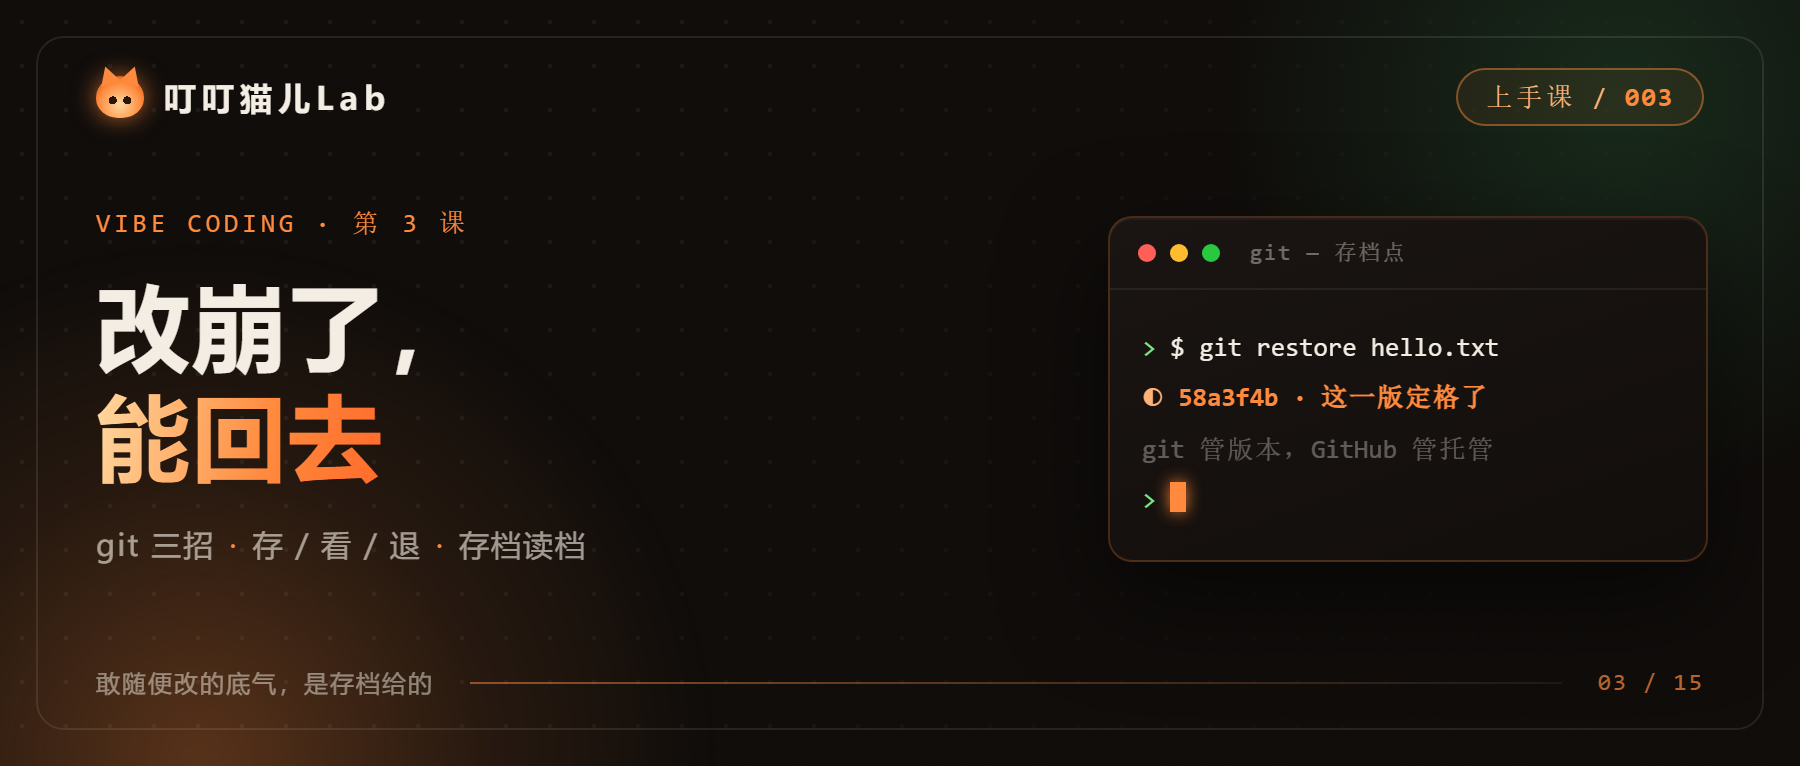 叮叮猫儿Lab
上手课 / 003
VIBE CODING · 第 3 课
改崩了，
能回去
git 三招 · 存 / 看 / 退 · 存档读档
git — 存档点
> $ git restore hello.txt
◐ 58a3f4b · 这一版定格了
git 管版本，GitHub 管托管
>
敢随便改的底气，是存档给的
03 / 15